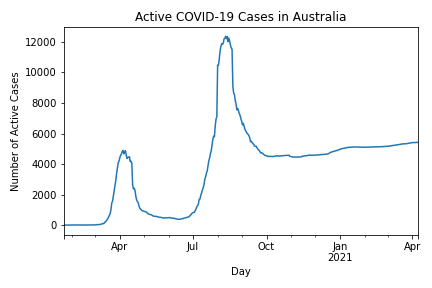 Active COVID-19 Cases in Australia
12000
10000
8000
6000
4000
2000
0
Number of Active Cases
Apr
Jul
Oct
Jan
2021
Apr
Day